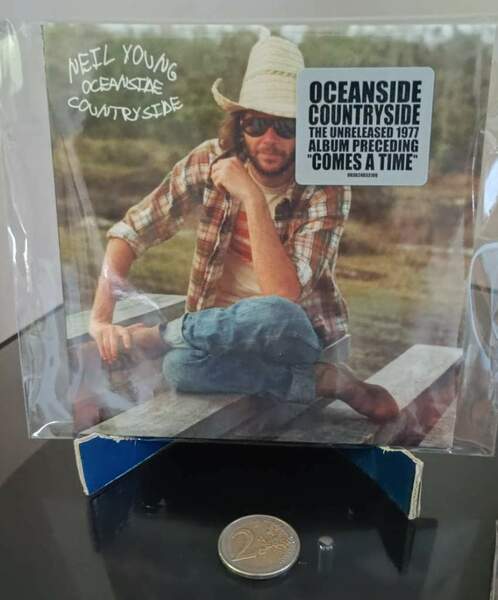 NEIL YOUNG
OCEANSIDE
COUNTRYSIDE
OCEANSIDE
COUNTRYSIDE
THE UNRELEASED 1977
ALBUM PRECEDING
"COMES A TIME"
2